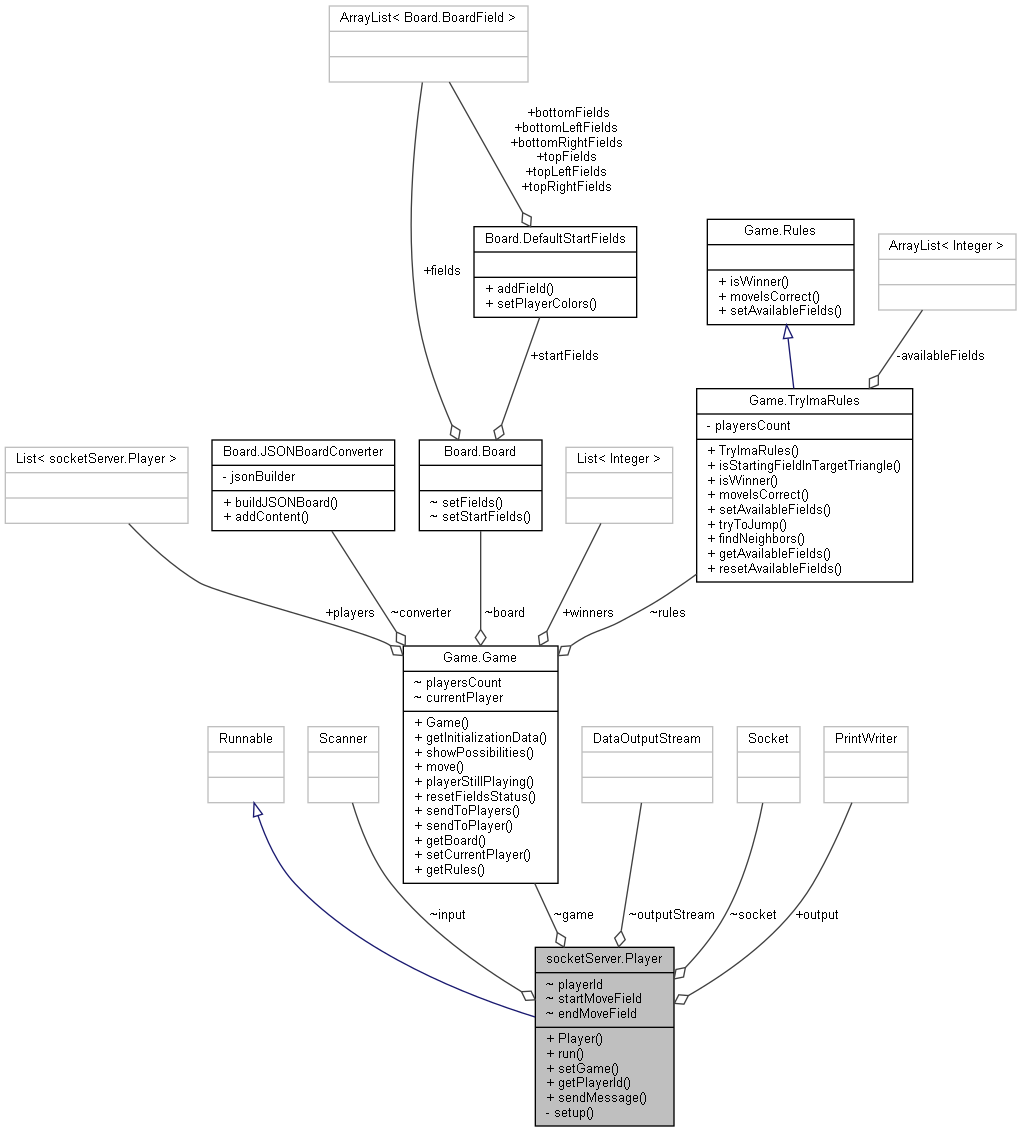 ArrayList< Board.BoardField >
+bottomFields
+bottomLeftFields
+bottomRightFields
+topFields
+topLeftFields
+topRightFields
+fields
Board.DefaultStartFields
+ addField()
+ setPlayerColors()
Game.Rules
+ isWinner()
+ moveIsCorrect()
+ setAvailableFields()
ArrayList< Integer >
+startFields
-availableFields
List< socketServer.Player >
Board.JSONBoardConverter
- jsonBuilder
+ buildJSONBoard()
+ addContent()
Board.Board
~ setFields()
~ setStartFields()
List< Integer >
Game.TrylmaRules
- playersCount
+ TrylmaRules()
+ isStartingFieldInTargetTriangle()
+ isWinner()
+ moveIsCorrect()
+ setAvailableFields()
+ tryToJump()
+ findNeighbors()
+ getAvailableFields()
+ resetAvailableFields()
+players
~converter
~board
+winners
~rules
Game.Game
~ playersCount
~ currentPlayer
+ Game()
+ getInitializationData()
+ showPossibilities()
+ move()
+ playerStillPlaying()
+ resetFieldsStatus()
+ sendToPlayers()
+ sendToPlayer()
+ getBoard()
+ setCurrentPlayer()
+ getRules()
Runnable
Scanner
DataOutputStream
Socket
PrintWriter
~input
~game
~outputStream
~socket
+output
socketServer.Player
~ playerId
~ startMoveField
~ endMoveField
+ Player()
+ run()
+ setGame()
+ getPlayerId()
+ sendMessage()
- setup()